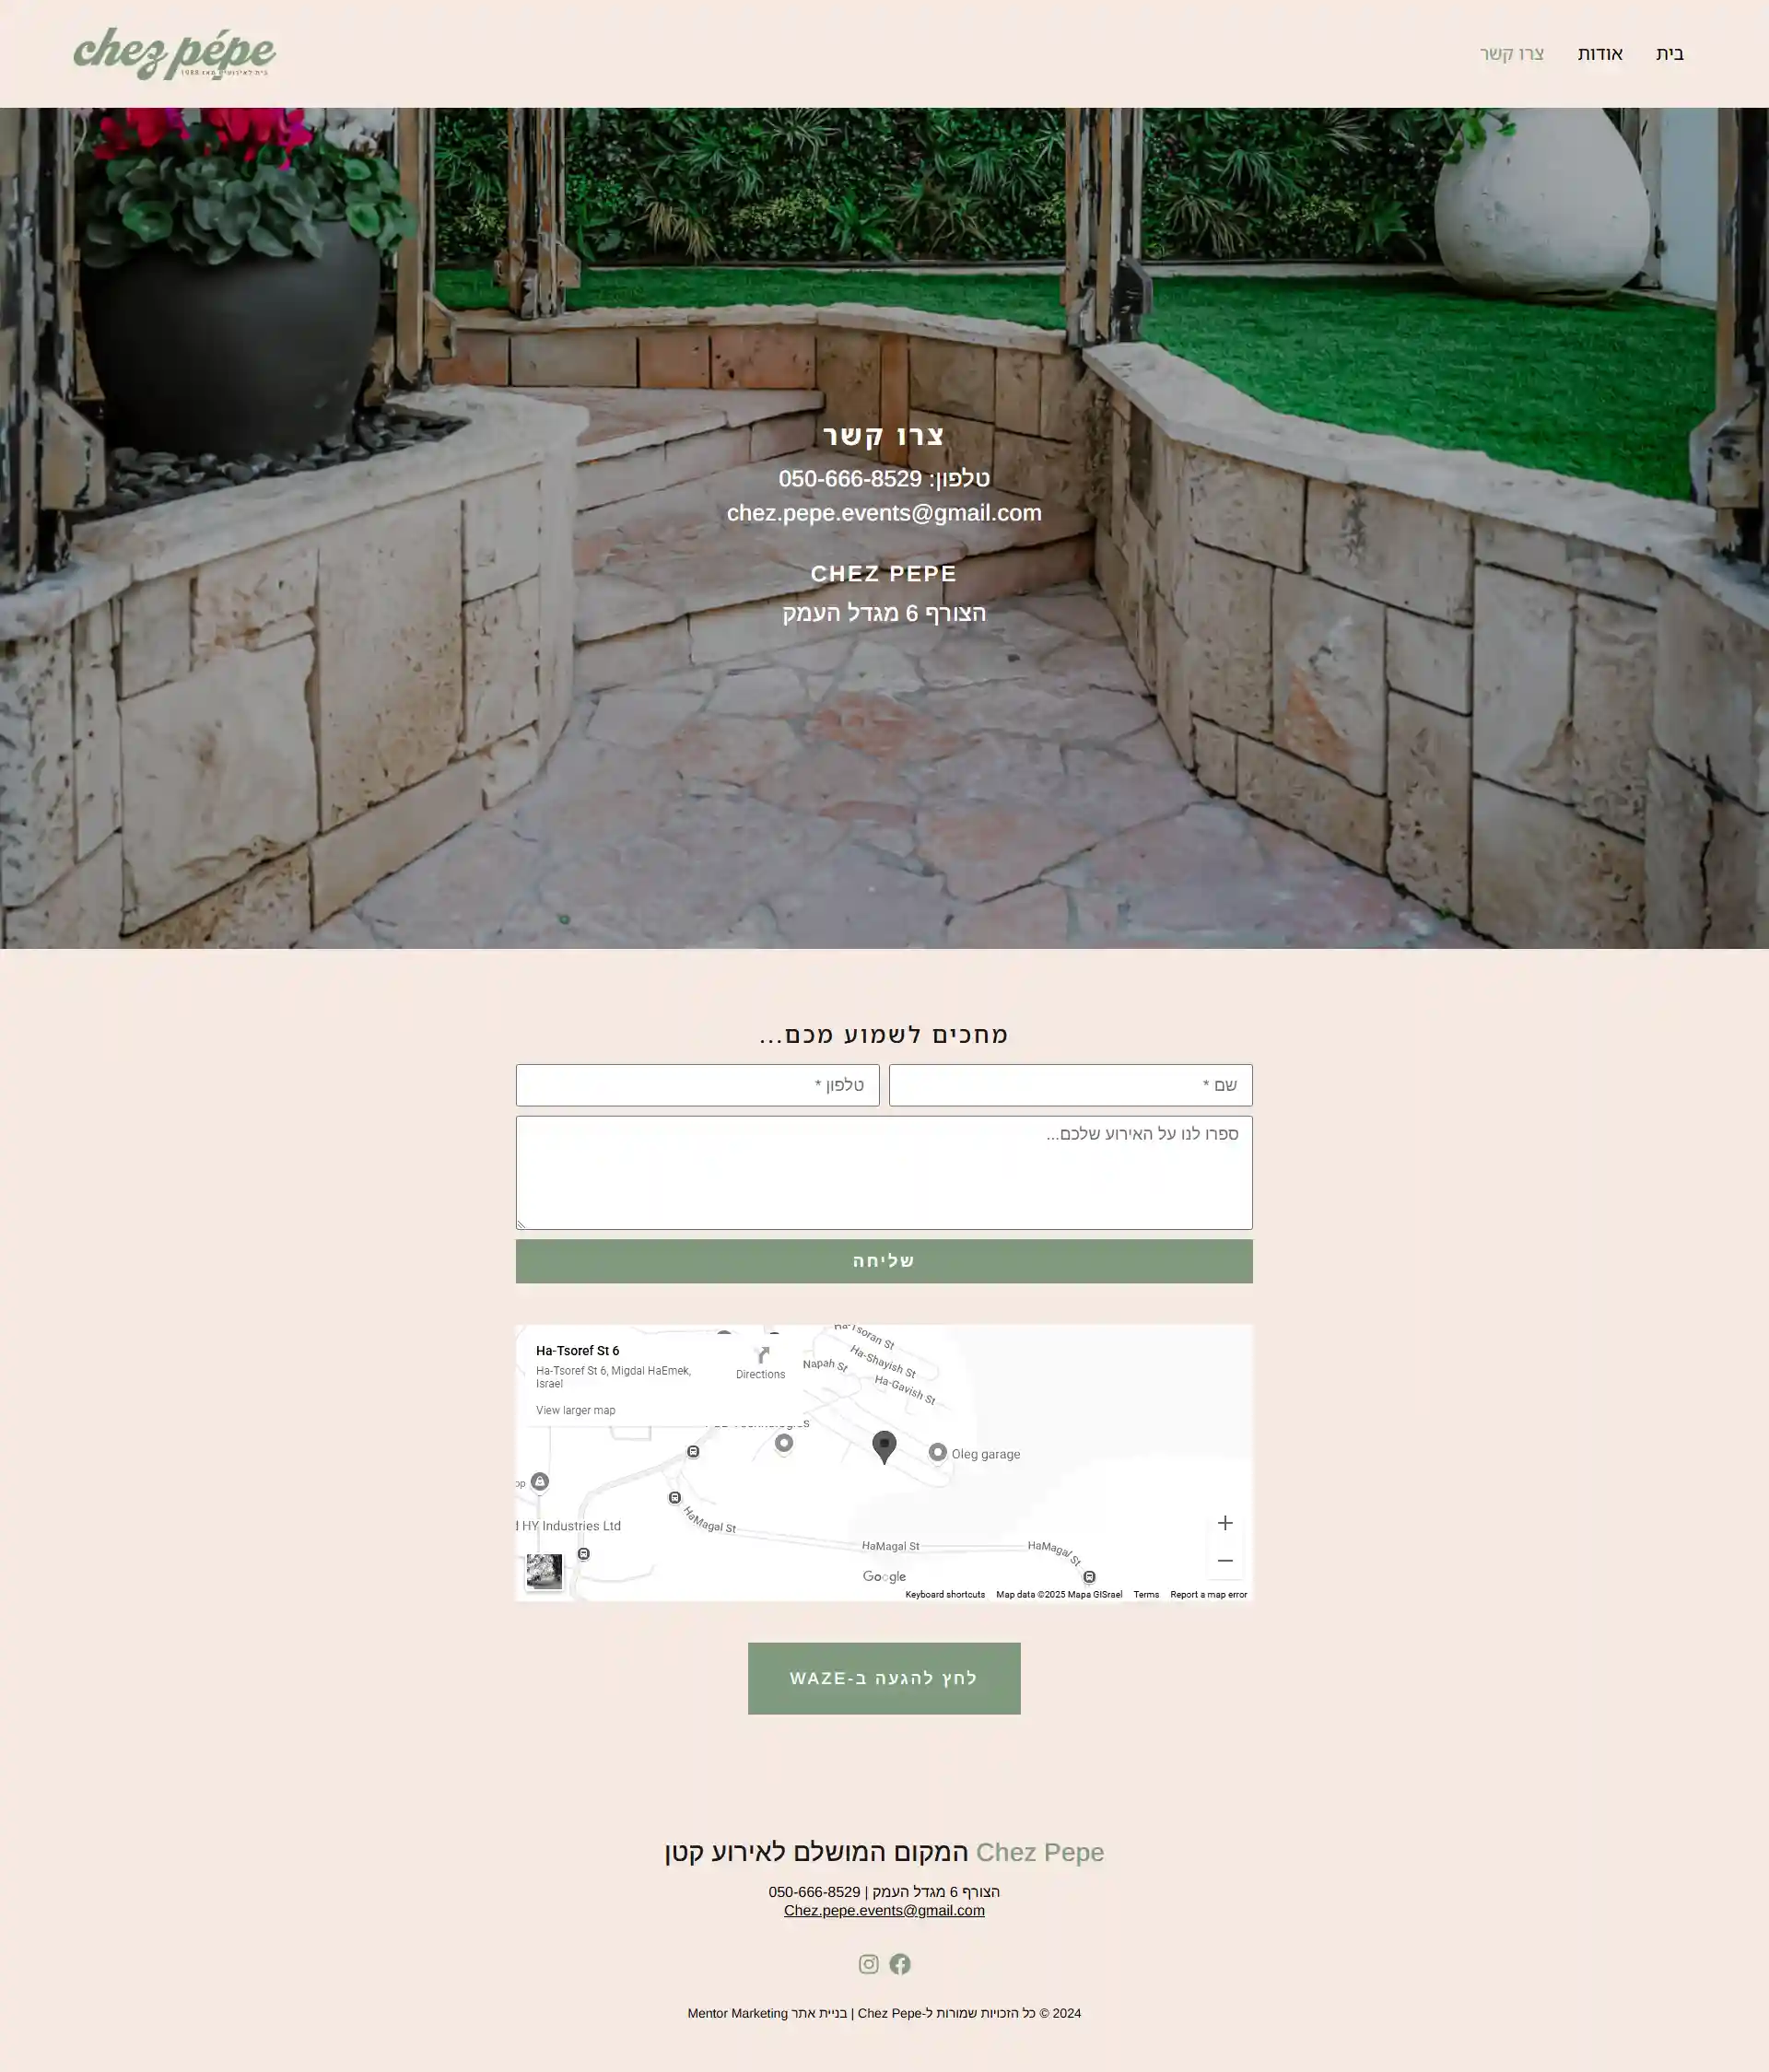 chez pépe
בית לאירועים מאז 1988
בית
אודות
צרו קשר
צרו קשר
טלפון: 050-666-8529
chez.pepe.events@gmail.com
CHEZ PEPE
הצורף 6 מגדל העמק
מחכים לשמוע מכם...
שם *
טלפון *
ספרו לנו על האירוע שלכם...
שליחה
Ha-Tsoref St 6
Ha-Tsoref St 6, Migdal HaEmek,
Israel
Directions
View larger map
Ha-Tsoran St
Ha-Shayish St
Napah St
Ha-Gavish St
Oleg garage
HY Industries Ltd
HaMagal St
HaMagal St
HaMagal St
Google
Keyboard shortcuts
Map data ©2025 Mapa GISrael
Terms
Report a map error
לחץ להגעה ב-WAZE
Chez Pepe המקום המושלם לאירוע קטן
הצורף 6 מגדל העמק | 050-666-8529
Chez.pepe.events@gmail.com
2024 © כל הזכויות שמורות ל-Chez Pepe | בניית אתר Mentor Marketing